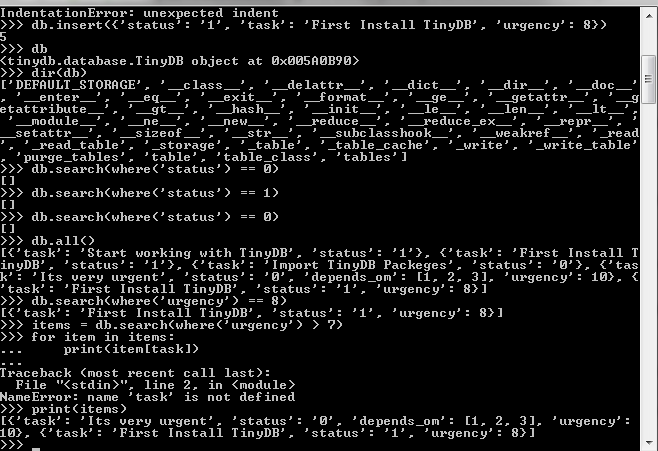 IndentationError: unexpected indent
>>> db.insert({'status': '1', 'task': 'First Install TinyDB', 'urgency': 8})
5
>>> db
<tinydb.database.TinyDB object at 0x005A0B90>
>>> dir(db)
['DEFAULT_STORAGE', '__class__', '__delattr__', '__dict__', '__dir__', '__doc__'
, '__enter__', '__eq__', '__exit__', '__format__', '__ge__', '__getattr__', '__g
etattribute__', '__gt__', '__hash__', '__init__', '__le__', '__len__', '__lt__',
 '__module__', '__ne__', '__new__', '__reduce__', '__reduce_ex__', '__repr__', '
__setattr__', '__sizeof__', '__str__', '__subclasshook__', '__weakref__', '_read
', '_read_table', '_storage', '_table', '_table_cache', '_write', '_write_table'
, 'purge_tables', 'table', 'table_class', 'tables']
>>> db.search(where('status') == 0)
[]
>>> db.search(where('status') == 1)
[]
>>> db.search(where('status') == 0)
[]
>>> db.all()
[{'task': 'Start working with TinyDB', 'status': '1'}, {'task': 'First Install T
inyDB', 'status': '1'}, {'task': 'Import TinyDB Packeges', 'status': '0'}, {'tas
k': 'Its very urgent', 'status': '0', 'depends_om': [1, 2, 3], 'urgency': 10}, {
'task': 'First Install TinyDB', 'status': '1', 'urgency': 8}]
>>> db.search(where('urgency') == 8)
[{'task': 'First Install TinyDB', 'status': '1', 'urgency': 8}]
>>> items = db.search(where('urgency') > 7)
>>> for item in items:
...     print(item[task])
...
Traceback (most recent call last):
  File "<stdin>", line 2, in <module>
NameError: name 'task' is not defined
>>> print(items)
[{'task': 'Its very urgent', 'status': '0', 'depends_om': [1, 2, 3], 'urgency':
10}, {'task': 'First Install TinyDB', 'status': '1', 'urgency': 8}]
>>>